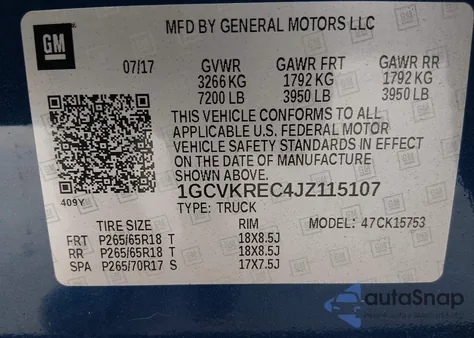 GM
MFD BY GENERAL MOTORS LLC
07/17
GVWR GAWR FRT GAWR RR
3266 KG 1792 KG 1792 KG
7200 LB 3950 LB 3950 LB
THIS VEHICLE CONFORMS TO ALL
APPLICABLE U.S. FEDERAL MOTOR
VEHICLE SAFETY STANDARDS IN
EFFECT ON THE DATE OF MANUFACTURE
SHOWN ABOVE.
409Y
1GCVKREC4JZ115107
TYPE: TRUCK MODEL: 47CK15753
TIRE SIZE RIM
FRT P265/65R18 T 18X8.5J
RR P265/65R18 T 18X8.5J
SPA P265/70R17 S 17X7.5J
autoSnap